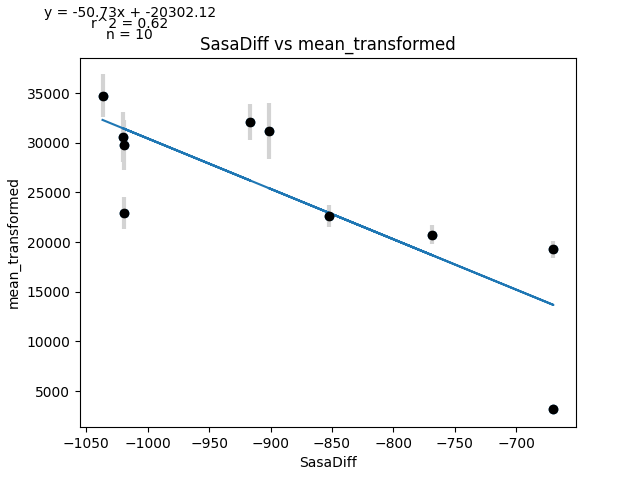 y = -50.73x + -20302.12
r^2 = 0.62
n = 10
SasaDiff vs mean_transformed
mean_transformed
35000
30000
25000
20000
15000
10000
5000
−1050 −1000 −950 −900 −850 −800 −750 −700
SasaDiff